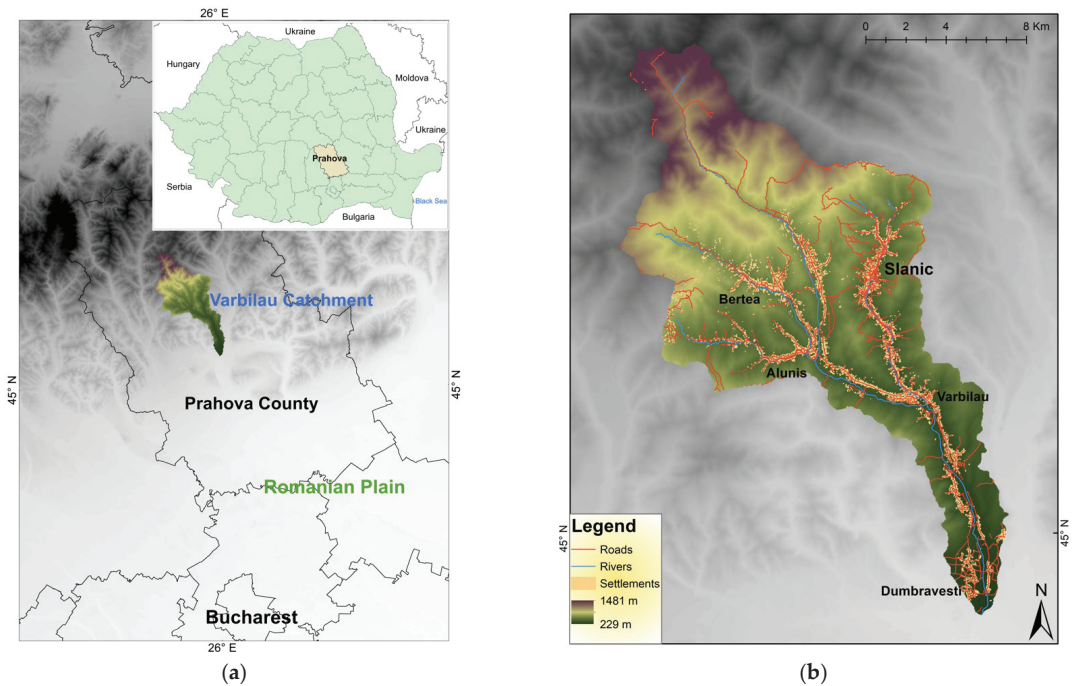 26° E
Ukraine
Hungary
Moldova
Ukraine
Prahova
Serbia
Black Sea
Bulgaria
Varbilau Catchment
45° N
45° N
Prahova County
Romanian Plain
Bucharest
26° E
(a)
0 2 4 8 Km
Slanic
Bertea
Alunis
Varbilau
Legend
Roads
Rivers
Settlements
1481 m
229 m
45° N
45° N
Dumbravesti
N
(b)